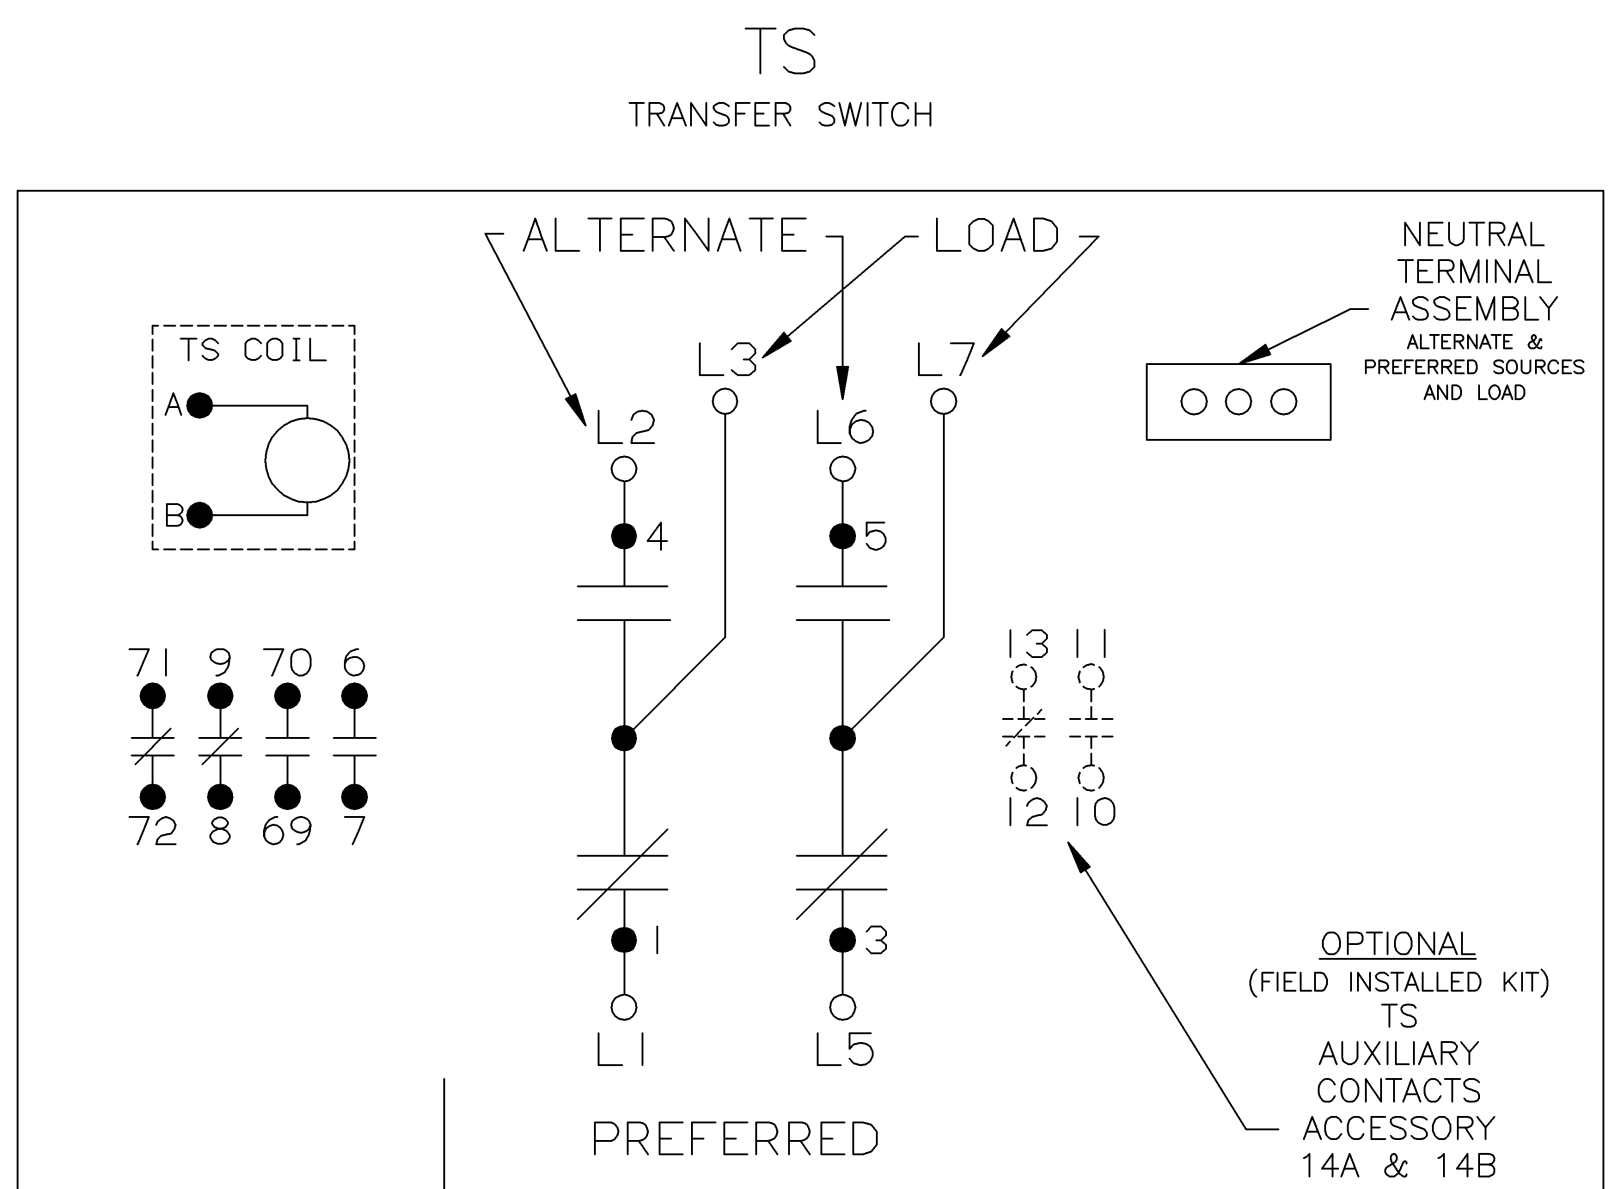 TS
TRANSFER SWITCH
ALTERNATE
LOAD
NEUTRAL
TERMINAL
ASSEMBLY
ALTERNATE &
PREFERRED SOURCES
AND LOAD
TS COIL
A
B
L3
L7
L2
L6
4
5
71 9 70 6
72 8 69 7
13 11
12 10
1
3
L1
L5
PREFERRED
OPTIONAL
(FIELD INSTALLED KIT)
TS
AUXILIARY
CONTACTS
ACCESSORY
14A & 14B